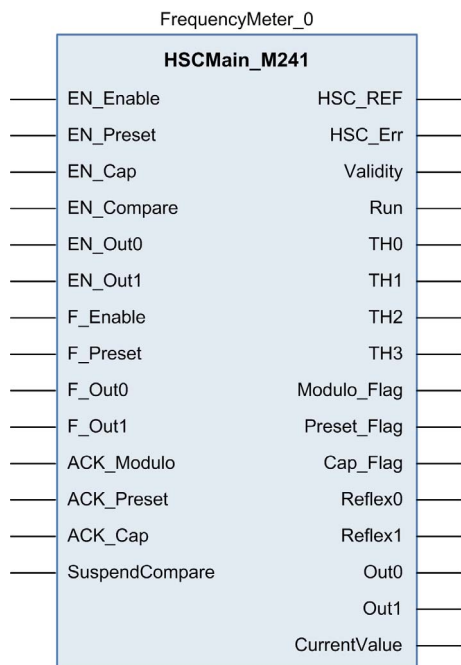 FrequencyMeter_0
HSCMain_M241
EN_Enable HSC_REF
EN_Preset HSC_Err
EN_Cap Validity
EN_Compare Run
EN_Out0 TH0
EN_Out1 TH1
F_Enable TH2
F_Preset TH3
F_Out0 Modulo_Flag
F_Out1 Preset_Flag
ACK_Modulo Cap_Flag
ACK_Preset Reflex0
ACK_Cap Reflex1
SuspendCompare Out0
Out1
CurrentValue